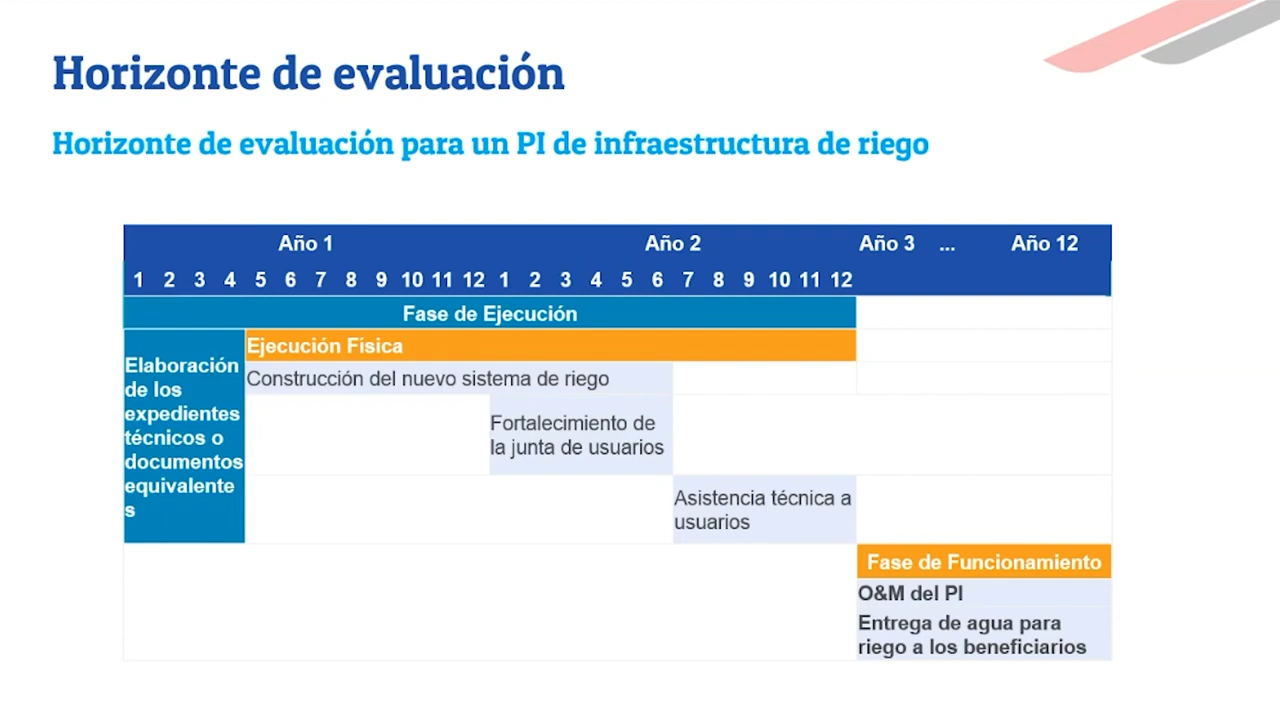 Horizonte de evaluación
Horizonte de evaluación para un PI de infraestructura de riego
Año 1 Año 2 Año 3 ... Año 12
1 2 3 4 5 6 7 8 9 10 11 12 1 2 3 4 5 6 7 8 9 10 11 12
Fase de Ejecución
Elaboración
de los
expedientes
técnicos o
documentos
equivalente
s
Ejecución Física
Construcción del nuevo sistema de riego
Fortalecimiento de
la junta de usuarios
Asistencia técnica a
usuarios
Fase de Funcionamiento
O&M del PI
Entrega de agua para
riego a los beneficiarios